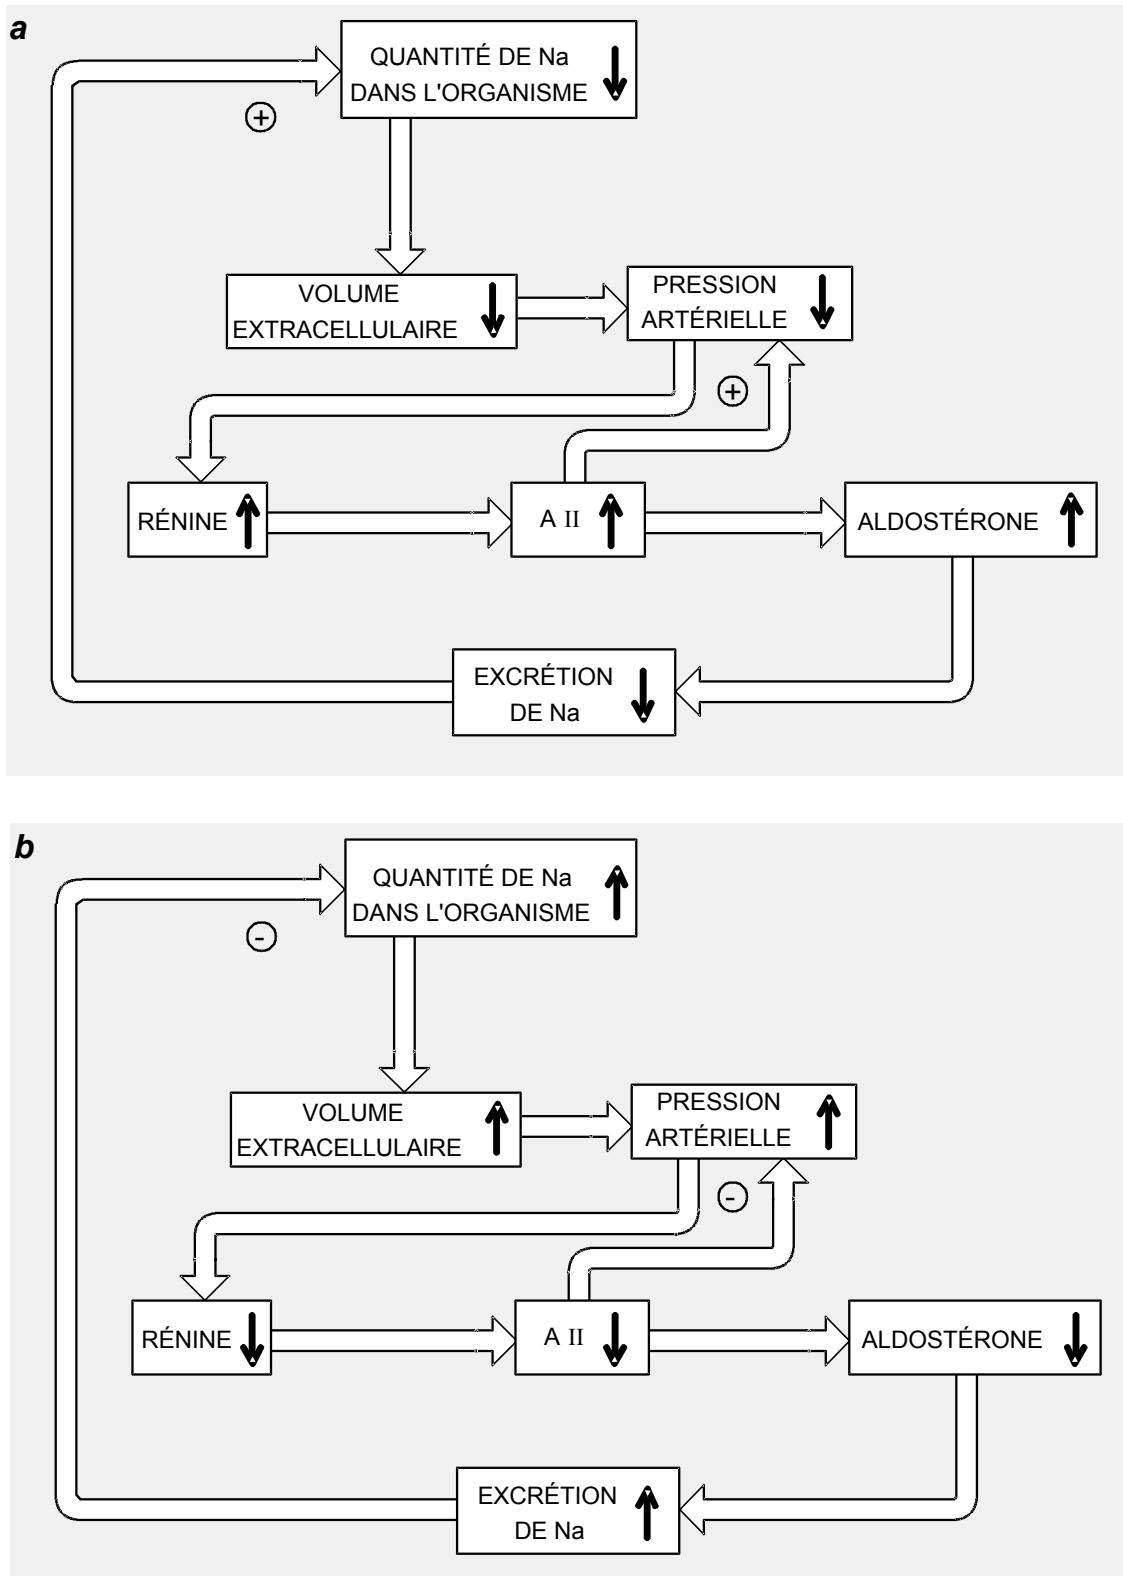 a
QUANTITÉ DE Na
DANS L'ORGANISME
+
VOLUME
EXTRACELLULAIRE
PRESSION
ARTÉRIELLE
+
RÉNINE
A II
ALDOSTÉRONE
EXCRÉTION
DE Na
b
QUANTITÉ DE Na
DANS L'ORGANISME
-
VOLUME
EXTRACELLULAIRE
PRESSION
ARTÉRIELLE
-
RÉNINE
A II
ALDOSTÉRONE
EXCRÉTION
DE Na